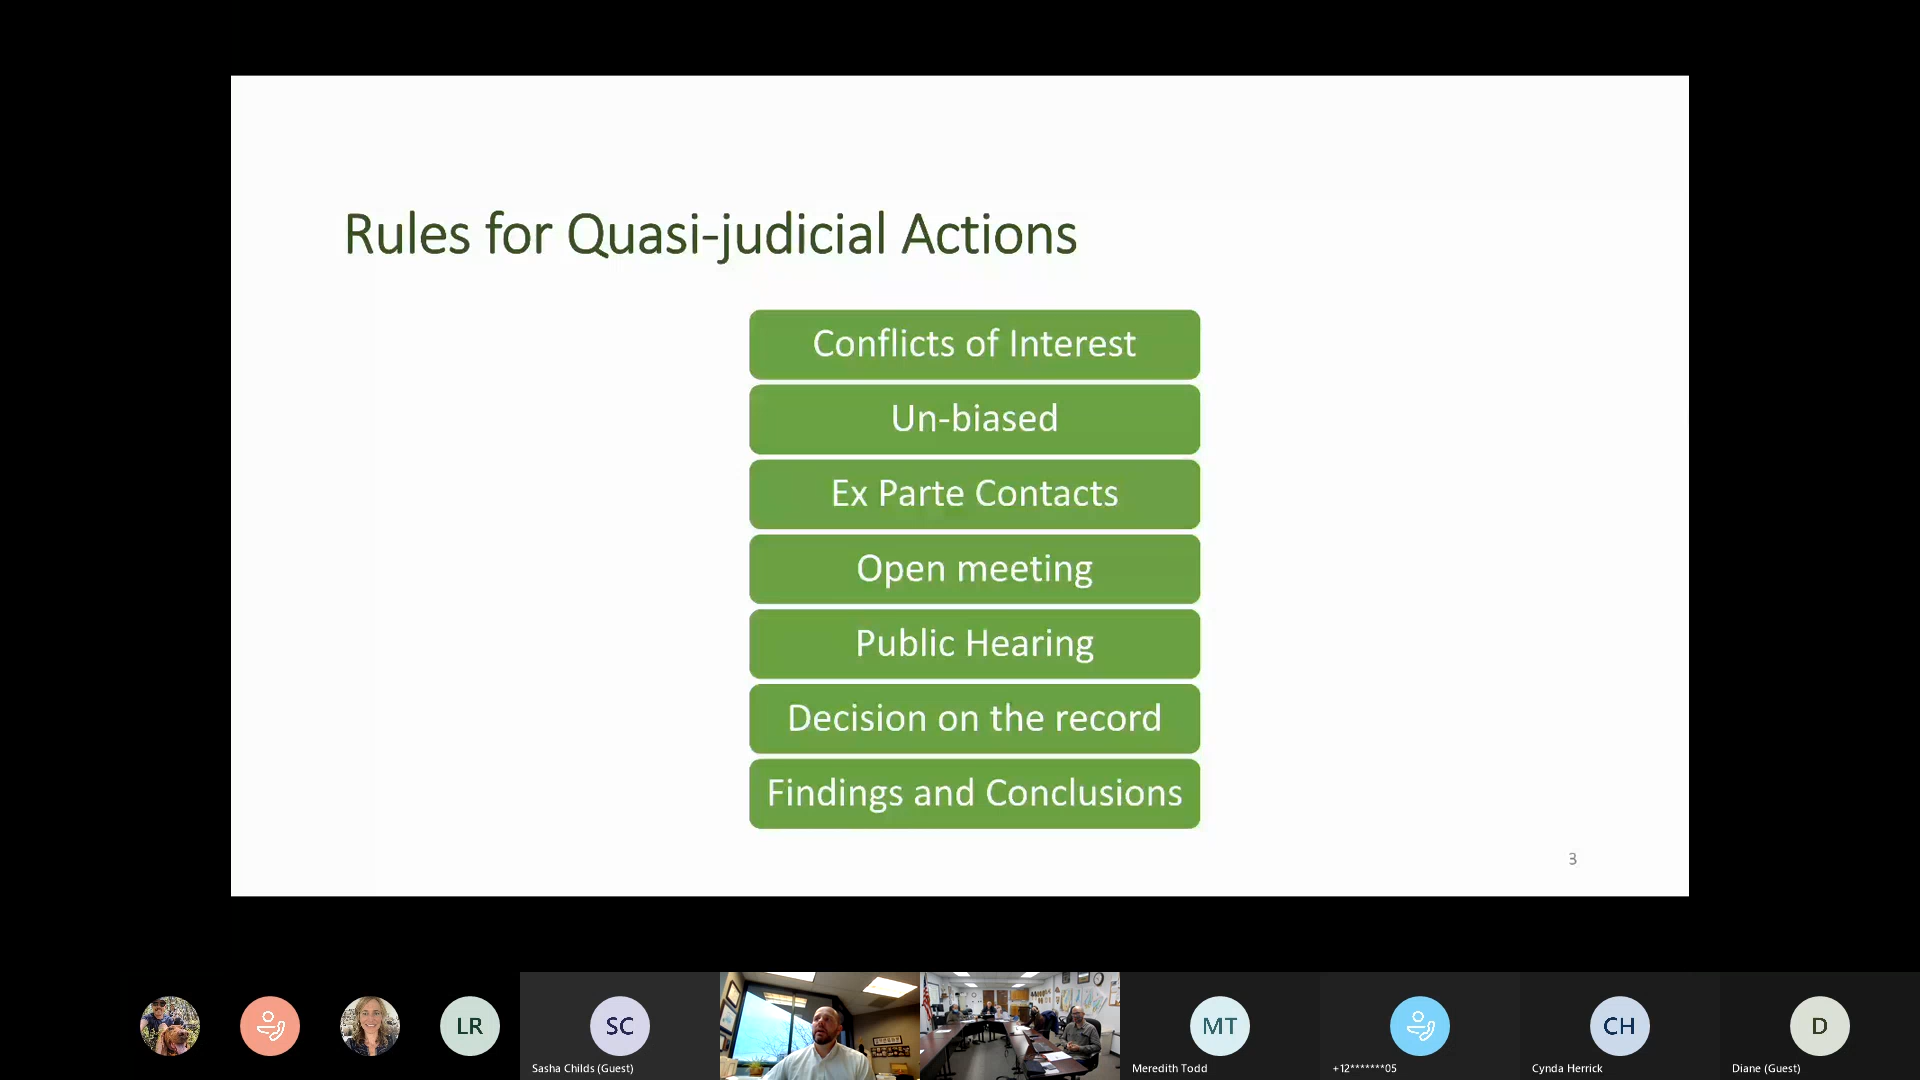 Rules for Quasi-judicial Actions
Conflicts of Interest
Un-biased
Ex Parte Contacts
Open meeting
Public Hearing
Decision on the record
Findings and Conclusions
3
LR
SC
Sasha Childs (Guest)
MT
Meredith Todd
+12*******05
CH
Cynda Herrick
D
Diane (Guest)